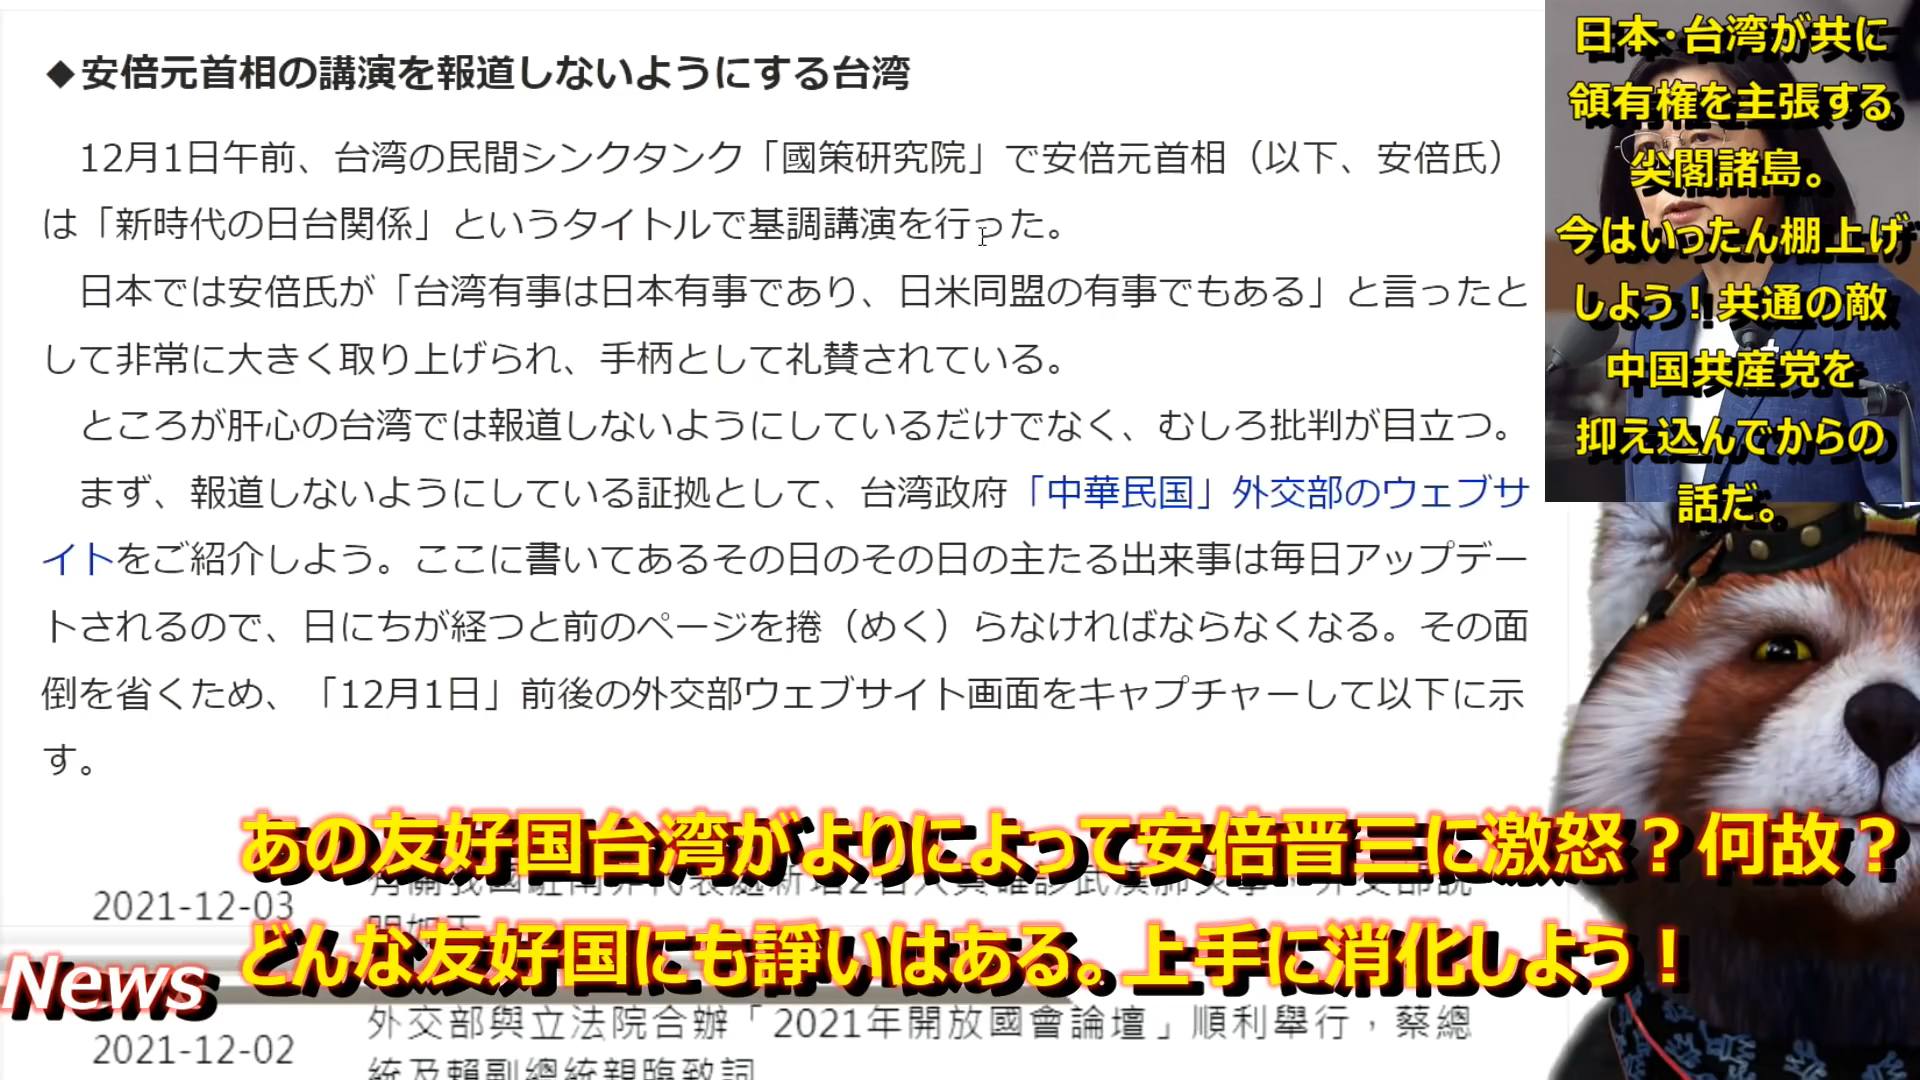 ◆安倍元首相の講演を報道しないようにする台湾
12月1日午前、台湾の民間シンクタンク「國策研究院」で安倍元首相（以下、安倍氏）
は「新時代の日台関係」というタイトルで基調講演を行った。
日本では安倍氏が「台湾有事は日本有事であり、日米同盟の有事でもある」と言ったと
して非常に大きく取り上げられ、手柄として礼賛されている。
ところが肝心の台湾では報道しないようにしているだけでなく、むしろ批判が目立つ。
まず、報道しないようにしている証拠として、台湾政府「中華民国」外交部のウェブサ
イトをご紹介しよう。ここに書いてあるその日のその日の主たる出来事は毎日アップデー
トされるので、日にちが経つと前のページを捲（めく）らなければならなくなる。その面
倒を省くため、「12月1日」前後の外交部ウェブサイト画面をキャプチャーして以下に示
す。
日本・台湾が共に
領有権を主張する
尖閣諸島。
今はいったん棚上げ
しよう！共通の敵
中国共産党を
抑え込んでからの
話だ。
あの友好国台湾がよりによって安倍晋三に激怒？何故？
2021-12-03
どんな友好国にも諍いはある。上手に消化しよう！
News
2021-12-02
外交部與立法院合辦「2021年開放國會論壇」順利舉行，蔡總
統及賴副總統親臨致詞